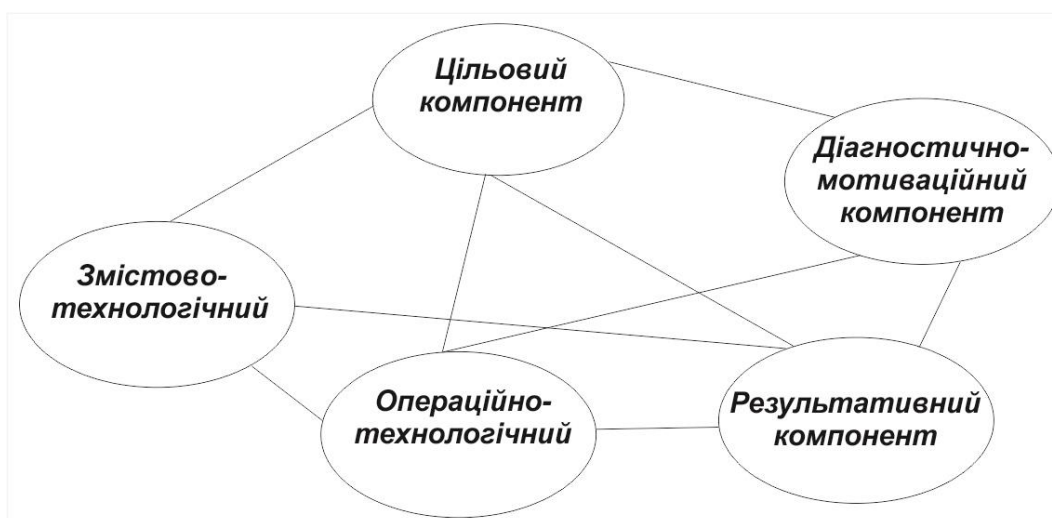 Цільовий
компонент
Діагностично-
мотиваційний
компонент
Змістово-
технологічний
Операційно-
технологічний
Результативний
компонент